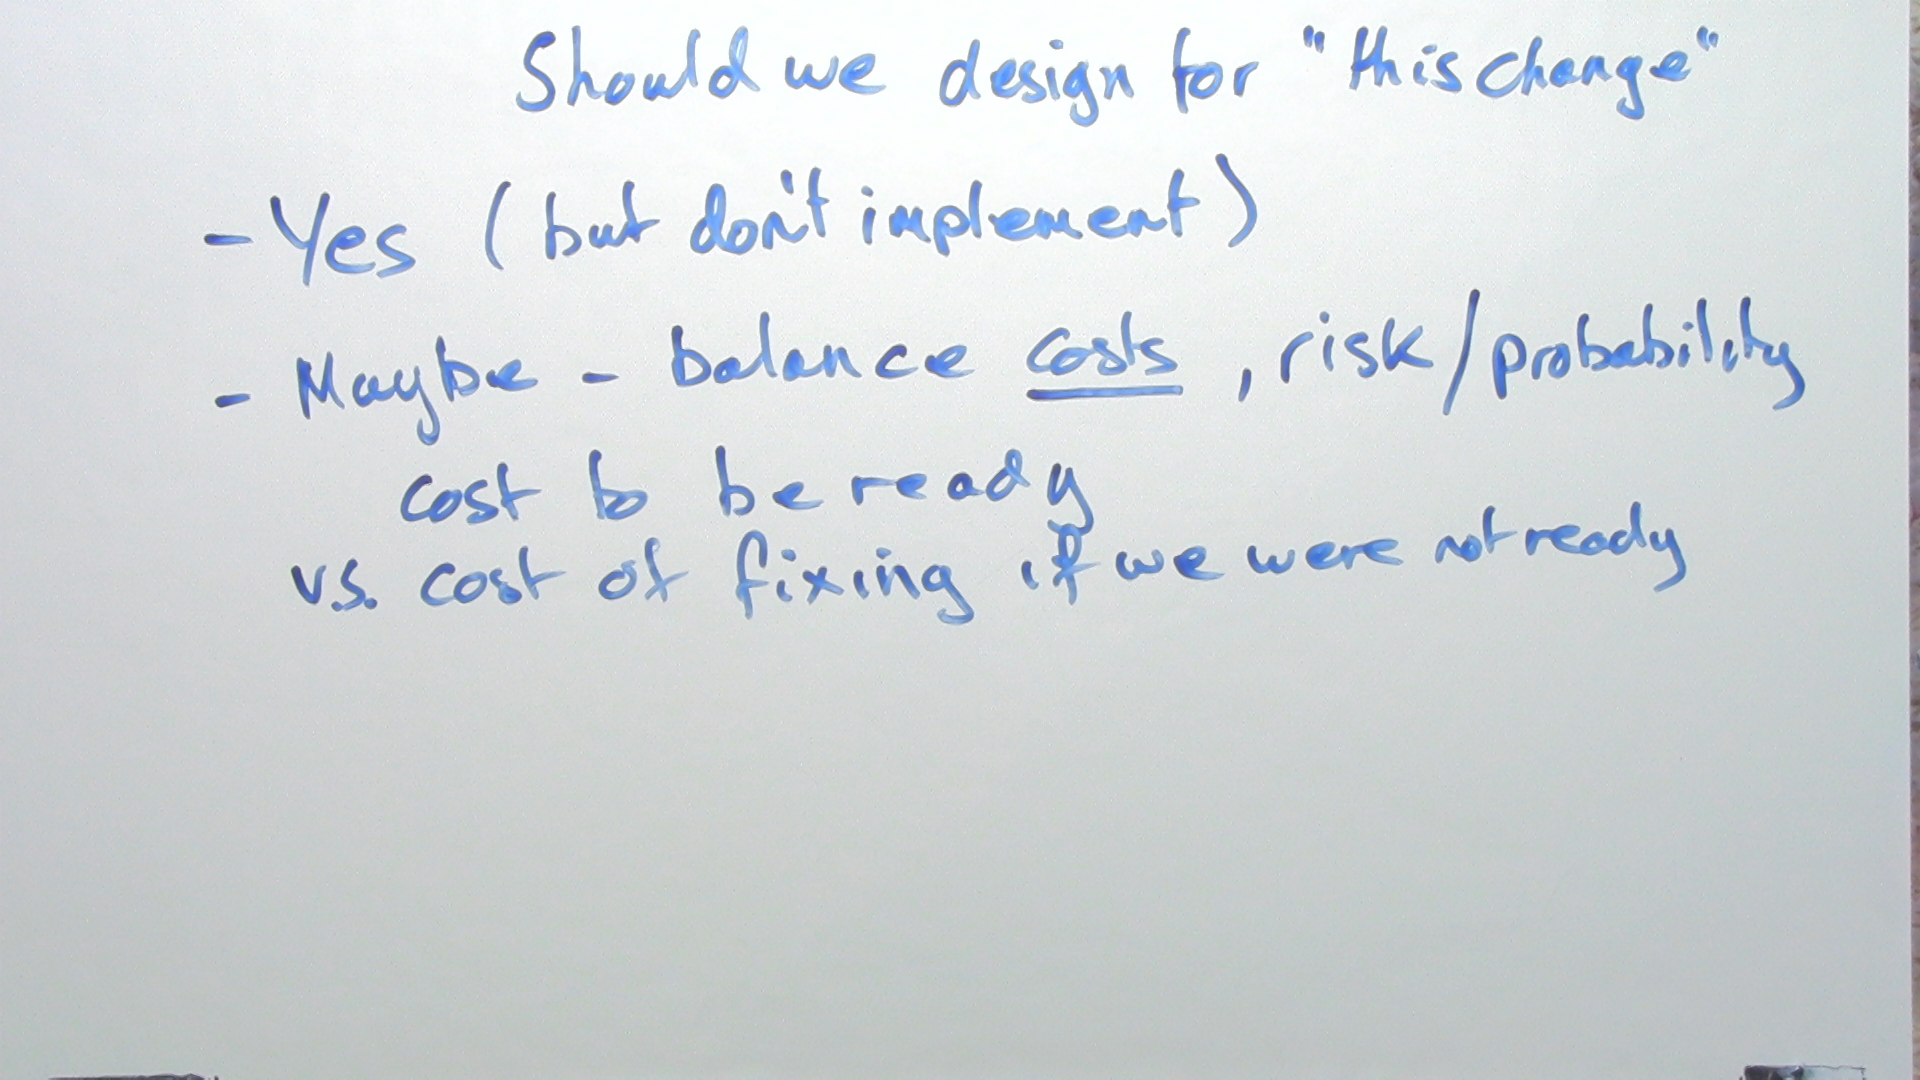 Should we design for "this change"
- Yes (but don't implement)
- Maybe - balance costs, risk/probability
cost to be ready
v.s. cost of fixing if we were not ready